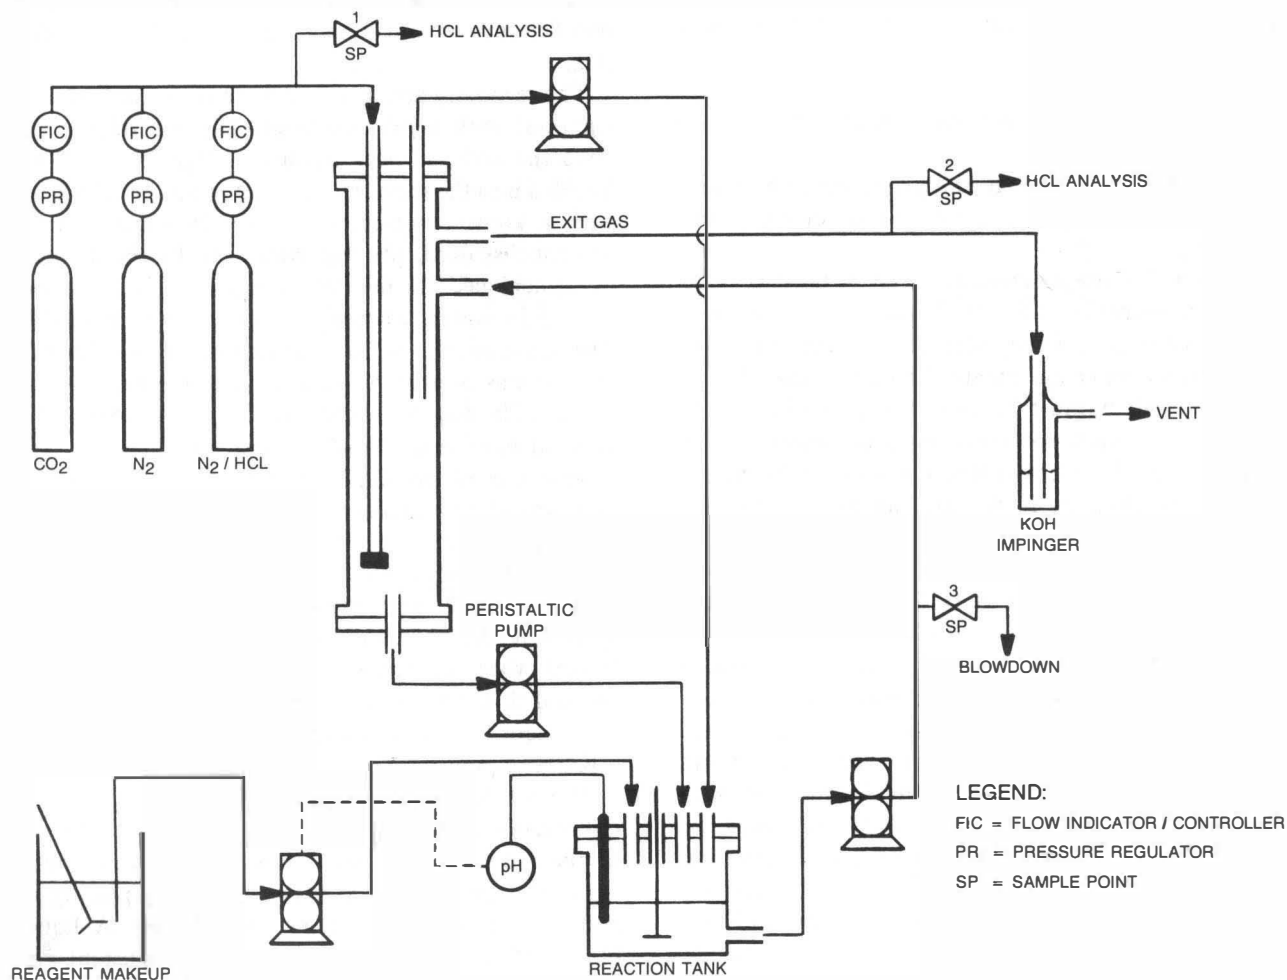 1
SP
HCL ANALYSIS
FIC
FIC
FIC
PR
PR
PR
2
SP
HCL ANALYSIS
EXIT GAS
CO2
N2
N2 / HCL
VENT
KOH
IMPINGER
PERISTALTIC
PUMP
3
SP
BLOWDOWN
pH
LEGEND:
FIC = FLOW INDICATOR / CONTROLLER
PR = PRESSURE REGULATOR
SP = SAMPLE POINT
REAGENT MAKEUP
REACTION TANK